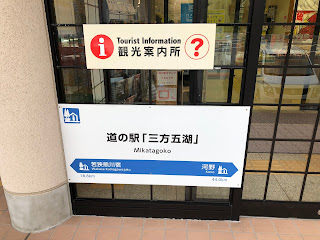 Tourist Information
観光案内所
道の駅「三方五湖」
Mikatagoko
若狭熊川宿
河野